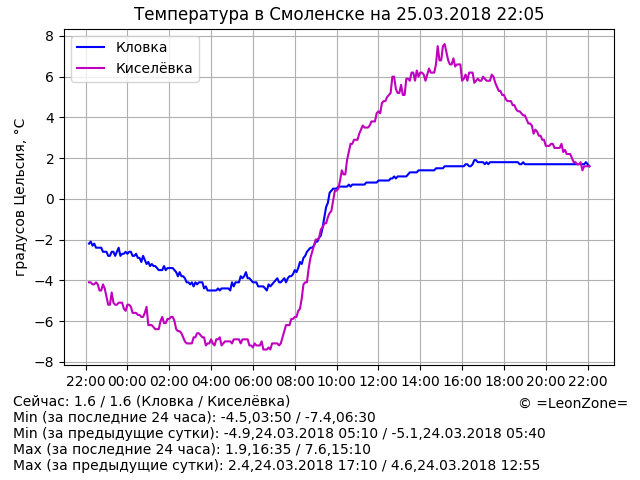 Температура в Смоленске на 25.03.2018 22:05
Кловка
Киселёвка
градусов Цельсия, °C
8
6
4
2
0
−2
−4
−6
−8
22:00 00:00 02:00 04:00 06:00 08:00 10:00 12:00 14:00 16:00 18:00 20:00 22:00
Сейчас: 1.6 / 1.6 (Кловка / Киселёвка)
© =LeonZone=
Min (за последние 24 часа): -4.5,03:50 / -7.4,06:30
Min (за предыдущие сутки): -4.9,24.03.2018 05:10 / -5.1,24.03.2018 05:40
Max (за последние 24 часа): 1.9,16:35 / 7.6,15:10
Max (за предыдущие сутки): 2.4,24.03.2018 17:10 / 4.6,24.03.2018 12:55